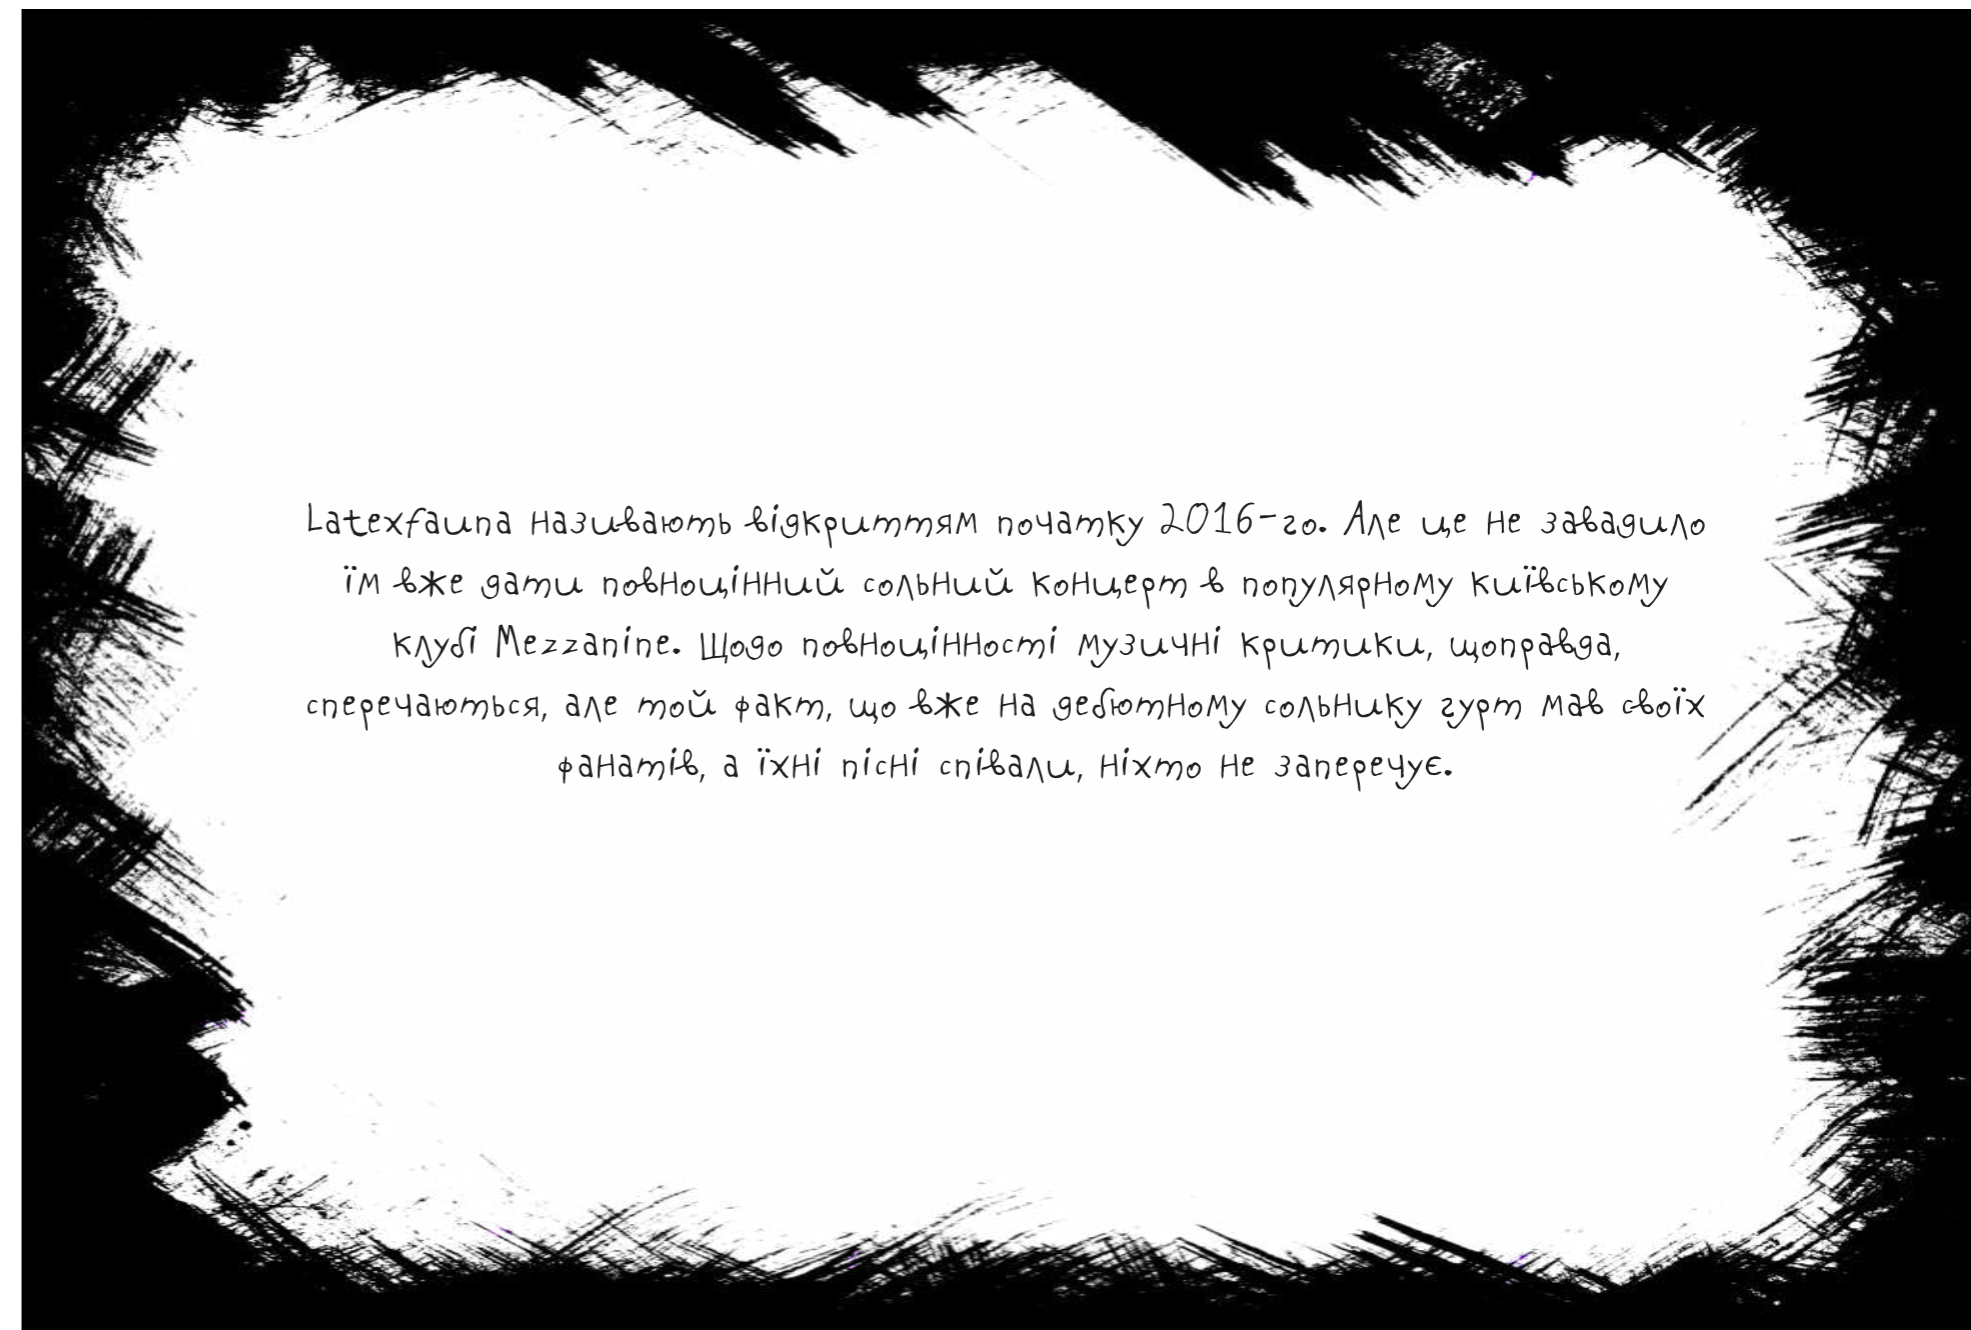 Latexfauna називають відкриттям початку 2016-го. Але це не завадило
їм вже дати повноцінний сольний концерт в популярному київському
клубі Mezzanine. Щодо повноцінності музичні критики, щоправда,
сперечаються, але той факт, що вже на дебютному сольнику гурт мав своїх
фанатів, а їхні пісні співали, ніхто не заперечує.